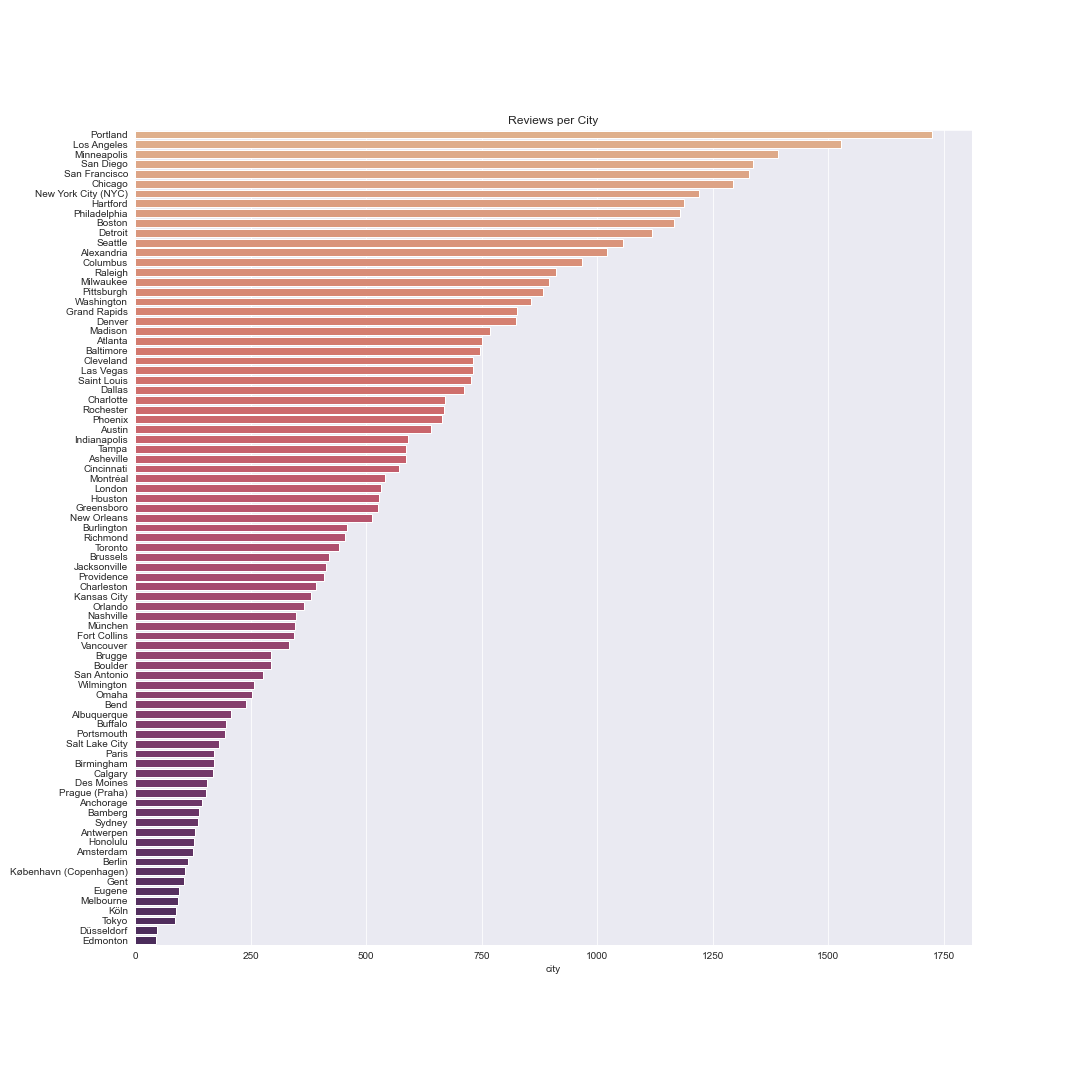 Reviews per City
Portland
Los Angeles
Minneapolis
San Diego
San Francisco
Chicago
New York City (NYC)
Hartford
Philadelphia
Boston
Detroit
Seattle
Alexandria
Columbus
Raleigh
Milwaukee
Pittsburgh
Washington
Grand Rapids
Denver
Madison
Atlanta
Baltimore
Cleveland
Las Vegas
Saint Louis
Dallas
Charlotte
Rochester
Phoenix
Austin
Indianapolis
Tampa
Asheville
Cincinnati
Montréal
London
Houston
Greensboro
New Orleans
Burlington
Richmond
Toronto
Brussels
Jacksonville
Providence
Charleston
Kansas City
Orlando
Nashville
München
Fort Collins
Vancouver
Brugge
Boulder
San Antonio
Wilmington
Omaha
Bend
Albuquerque
Buffalo
Portsmouth
Salt Lake City
Paris
Birmingham
Calgary
Des Moines
Prague (Praha)
Anchorage
Bamberg
Sydney
Antwerpen
Honolulu
Amsterdam
Berlin
København (Copenhagen)
Gent
Eugene
Melbourne
Köln
Tokyo
Düsseldorf
Edmonton
0 250 500 750 1000 1250 1500 1750
city